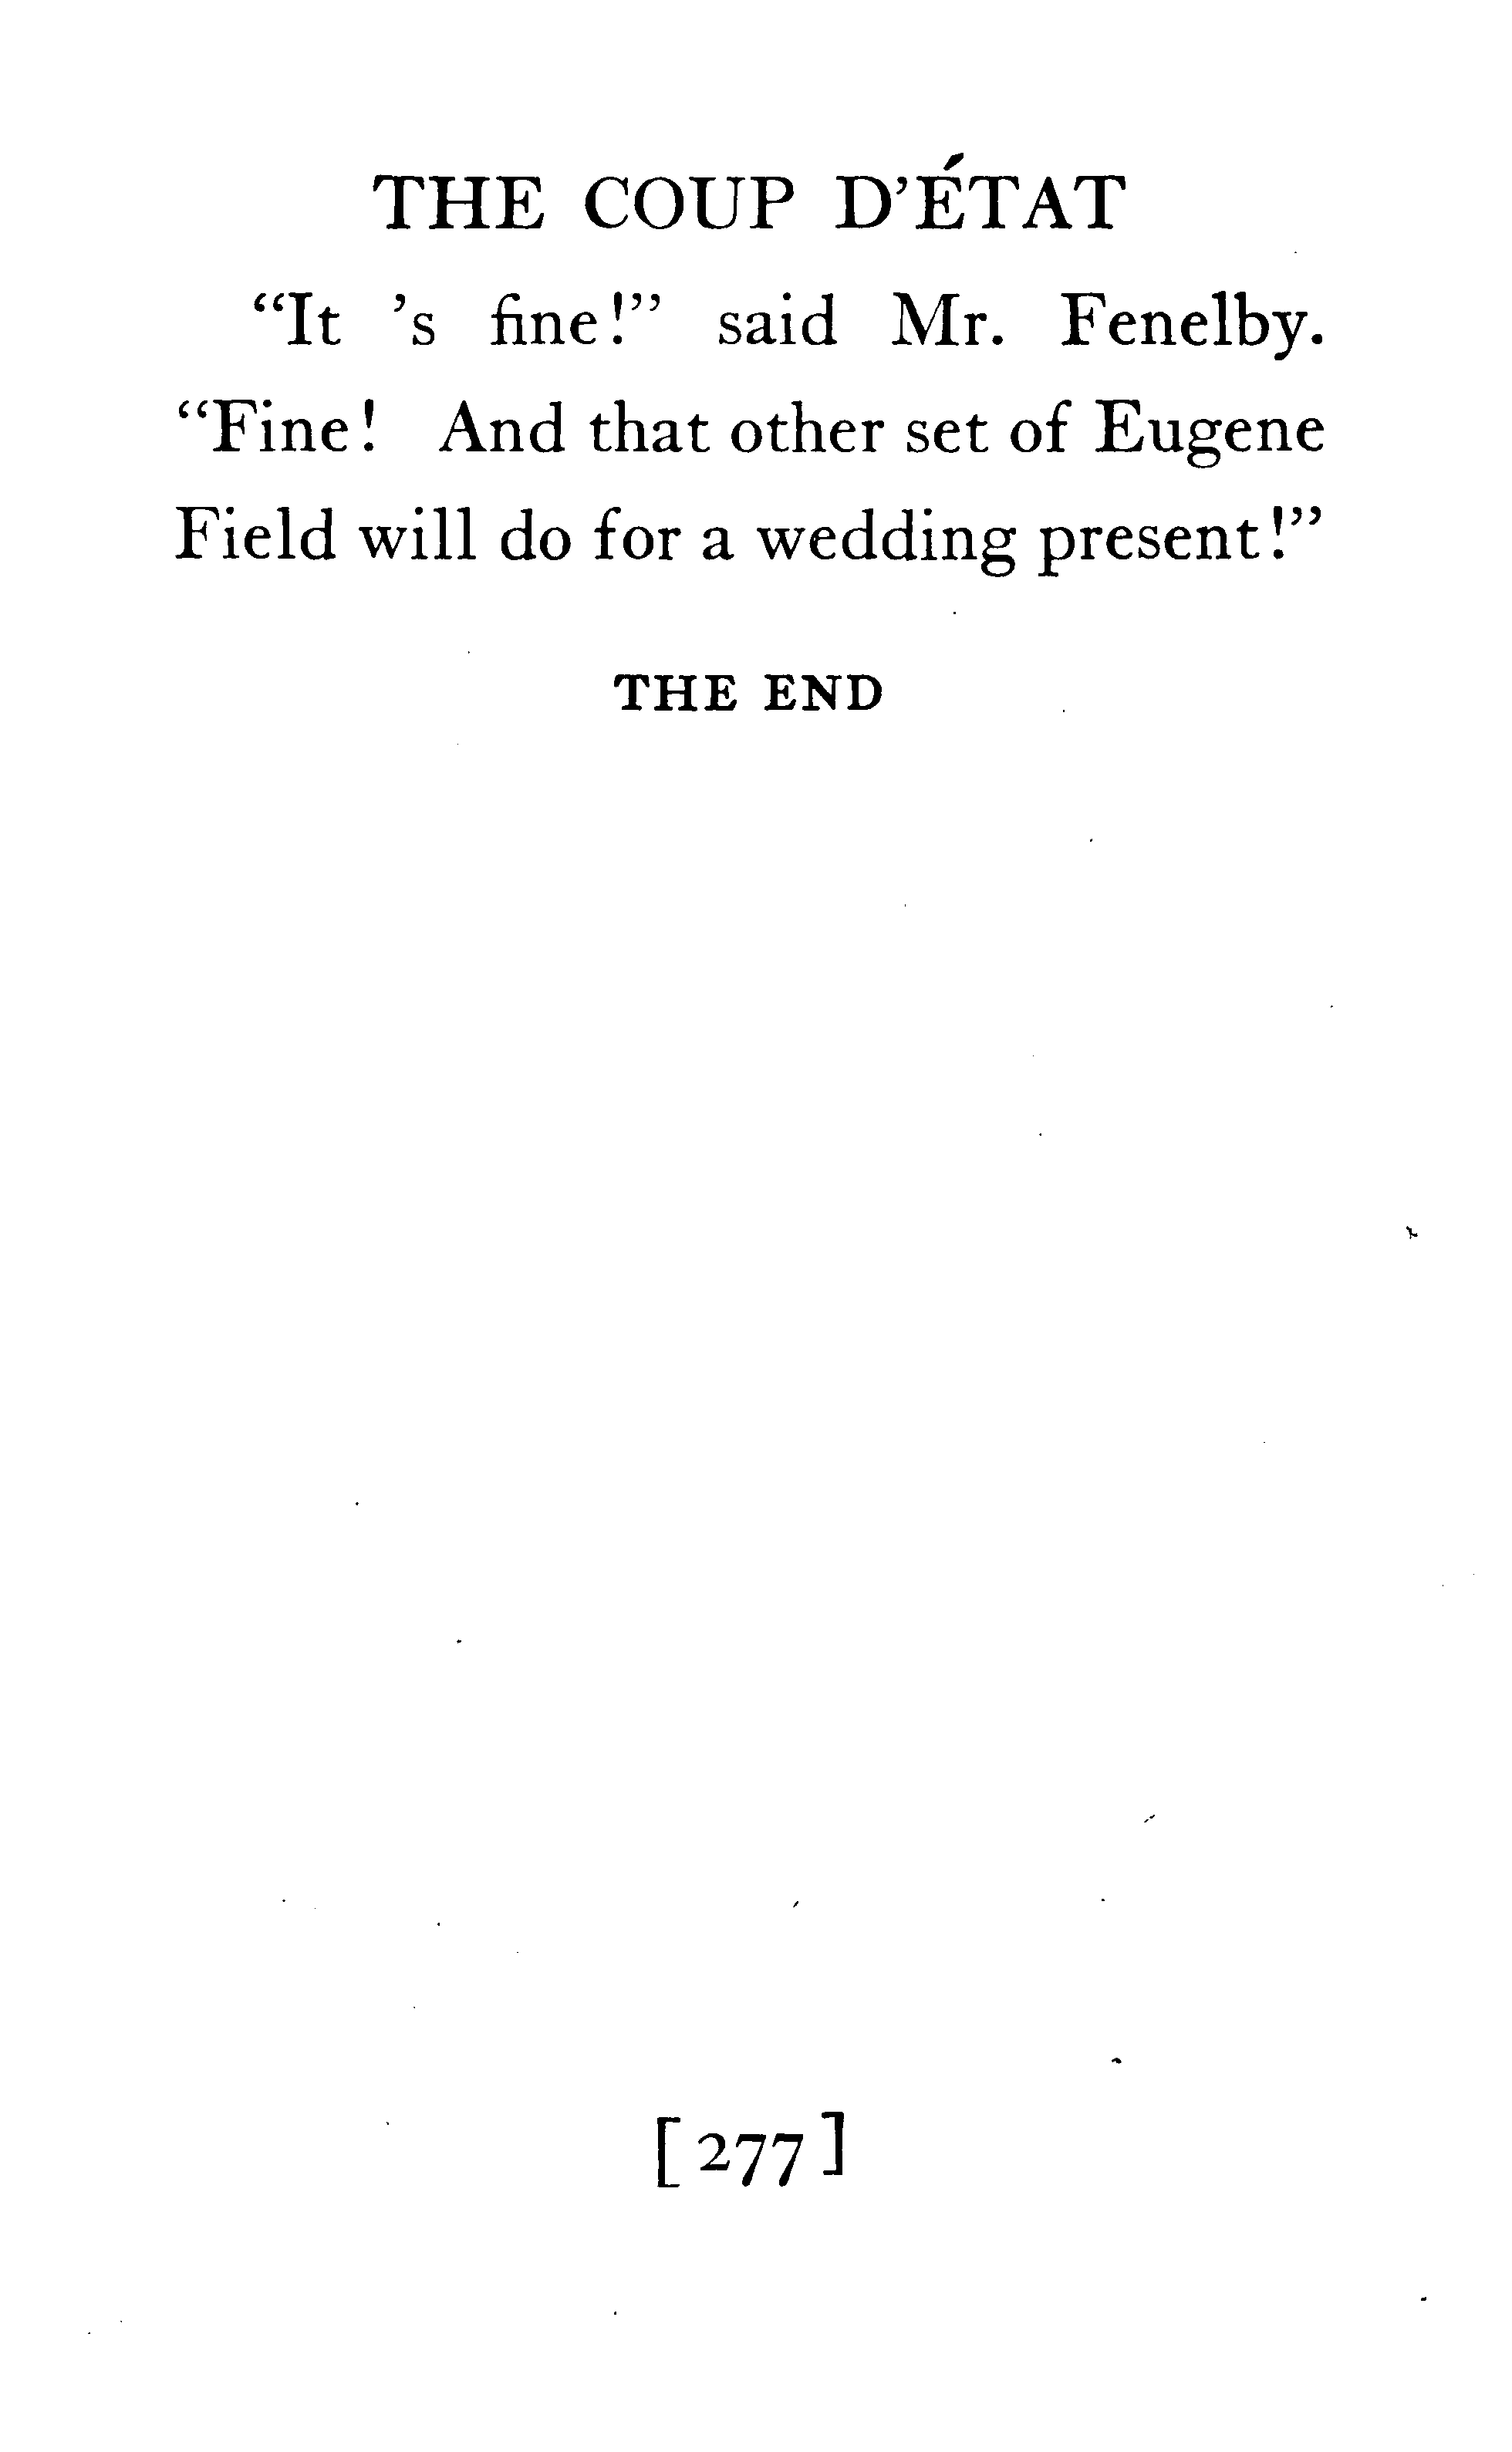 THE COUP D'ÉTAT
“It ’s fine!” said Mr. Fenelby.
“Fine! And that other set of Eugene
Field will do for a wedding present!”
THE END
[277]